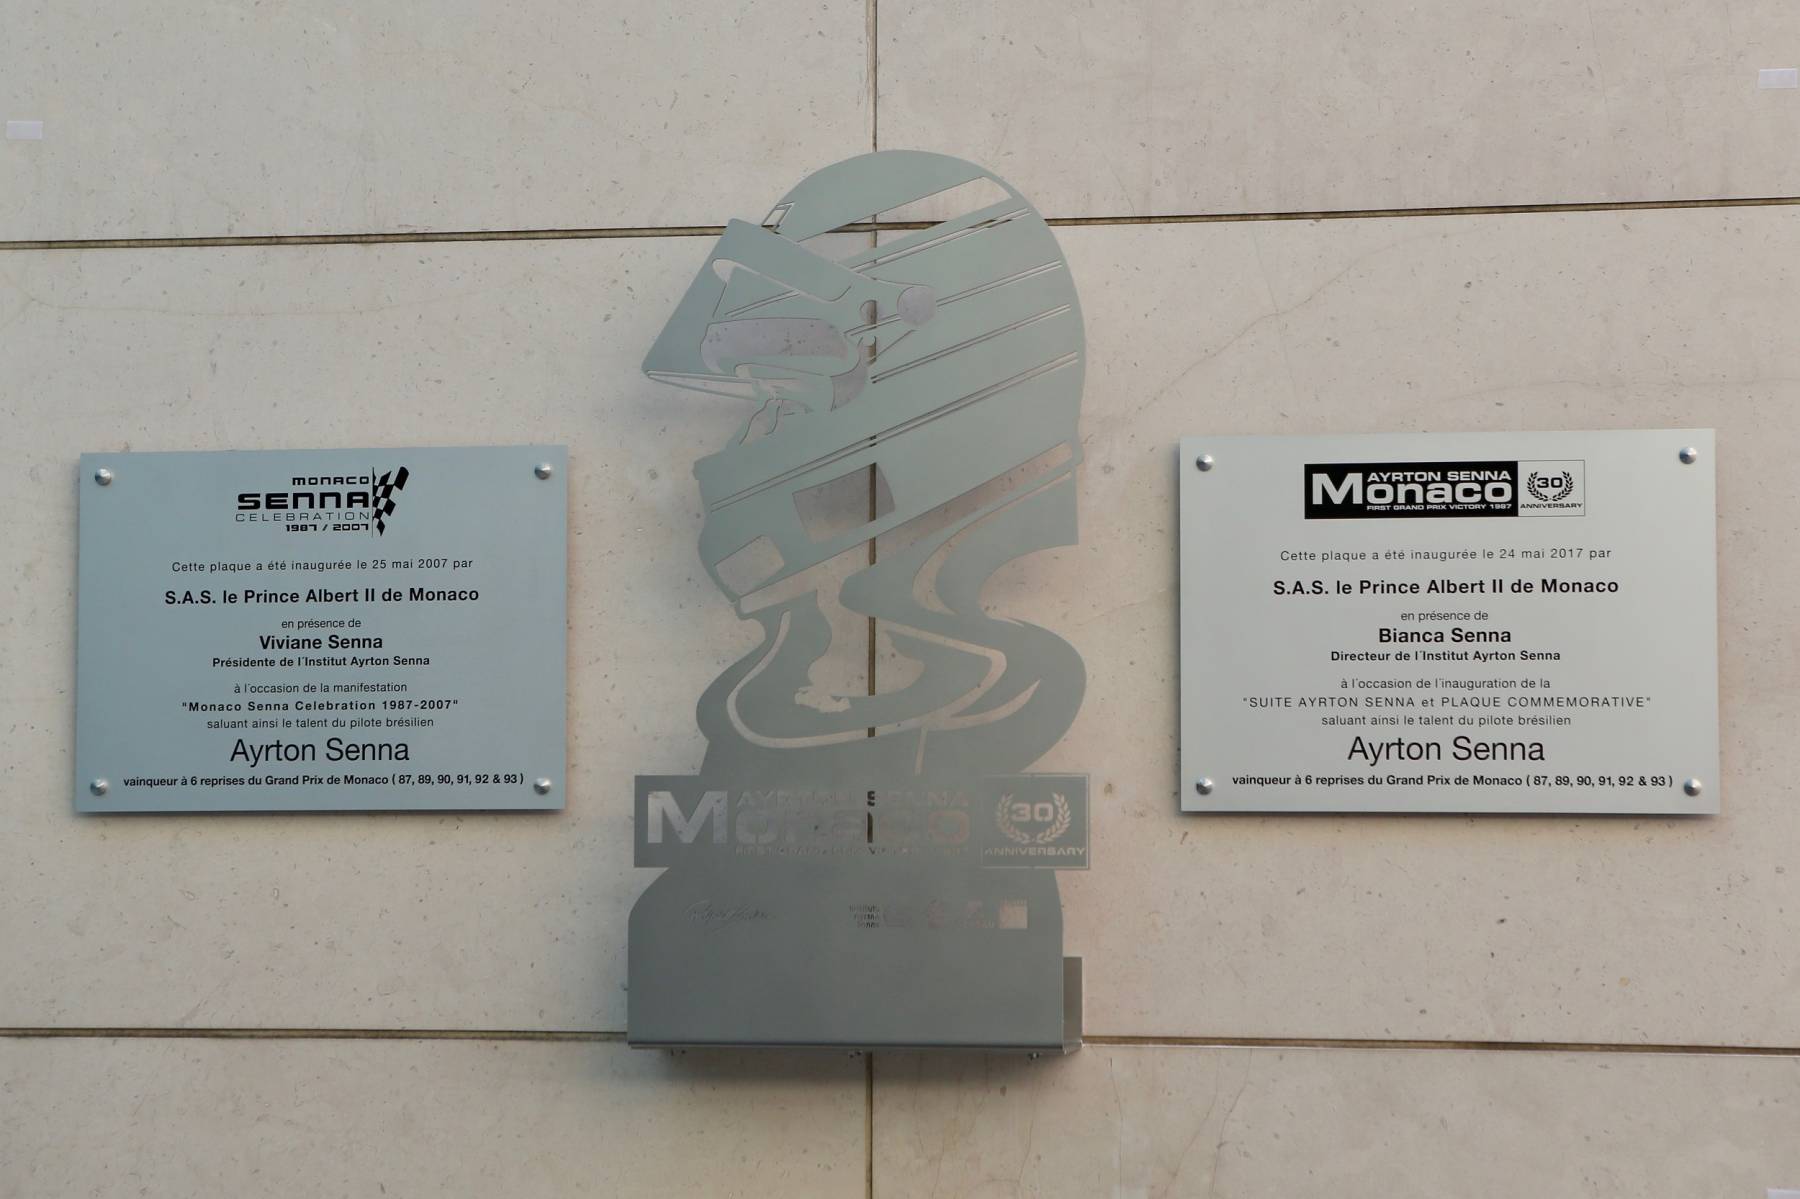 MONACO
SENNA
CELEBRATION
1987 / 2007
Cette plaque a été inaugurée le 25 mai 2007 par
S.A.S. le Prince Albert II de Monaco
en présence de
Viviane Senna
Présidente de l´Institut Ayrton Senna
à l´occasion de la manifestation
"Monaco Senna Celebration 1987-2007"
saluant ainsi le talent du pilote brésilien
Ayrton Senna
vainqueur à 6 reprises du Grand Prix de Monaco ( 87, 89, 90, 91, 92 & 93 )
AYRTON SENNA
Monaco
FIRST GRAND PRIX VICTORY 1987
30
ANNIVERSARY
AYRTON SENNA
Monaco
FIRST GRAND PRIX VICTORY 1987
30
ANNIVERSARY
Cette plaque a été inaugurée le 24 mai 2017 par
S.A.S. le Prince Albert II de Monaco
en présence de
Bianca Senna
Directeur de l´Institut Ayrton Senna
à l´occasion de l´inauguration de la
"SUITE AYRTON SENNA et PLAQUE COMMEMORATIVE"
saluant ainsi le talent du pilote brésilien
Ayrton Senna
vainqueur à 6 reprises du Grand Prix de Monaco ( 87, 89, 90, 91, 92 & 93 )